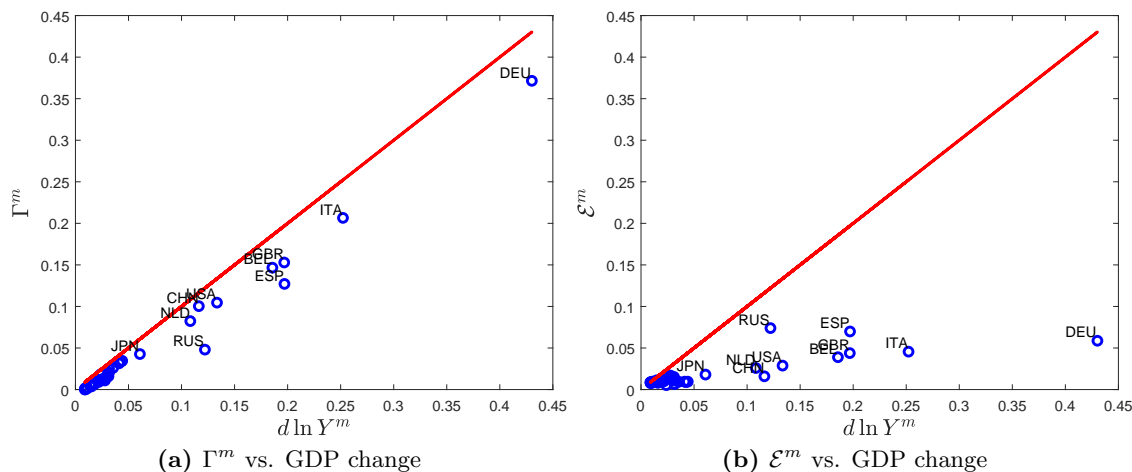 0.45
0.4
0.35
0.3
0.25
0.2
0.15
0.1
0.05
0
Γ^m
DEU
ITA
GBR
BEL
ESP
USA
CHN
NLD
RUS
JPN
0 0.05 0.1 0.15 0.2 0.25 0.3 0.35 0.4 0.45
d ln Y^m
(a) Γ^m vs. GDP change
0.45
0.4
0.35
0.3
0.25
0.2
0.15
0.1
0.05
0
ℰ^m
RUS
ESP
DEU
GBR
BEL
ITA
NLD
USA
CHN
JPN
0 0.05 0.1 0.15 0.2 0.25 0.3 0.35 0.4 0.45
d ln Y^m
(b) ℰ^m vs. GDP change